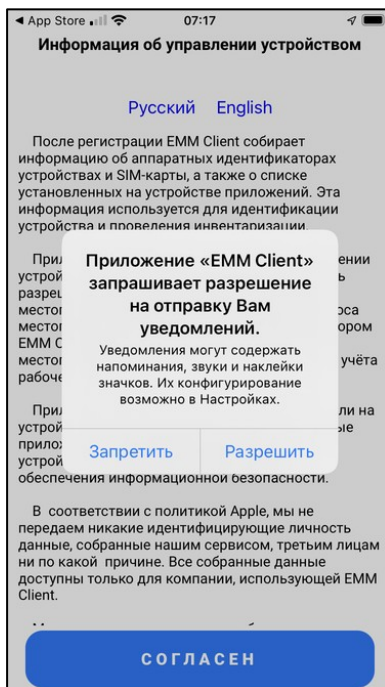 App Store
07:17
Информация об управлении устройством
Русский English
После регистрации EMM Client собирает
информацию об аппаратных идентификаторах
устройствах и SIM-карты, а также о списке
установленных на устройстве приложений. Эта
информация используется для идентификации
устройства и проведения инвентаризации.
Приложение «EMM Client»
запрашивает разрешение
на отправку Вам
уведомлений.
Уведомления могут содержать
напоминания, звуки и наклейки
значков. Их конфигурирование
возможно в Настройках.
Запретить Разрешить
EMM
учёта
на
обеспечения информационной безопасности.
В соответствии с политикой Apple, мы не
передаем никакие идентифицирующие личность
данные, собранные нашим сервисом, третьим лицам
ни по какой причине. Все собранные данные
доступны только для компании, использующей EMM
Client.
СОГЛАСЕН